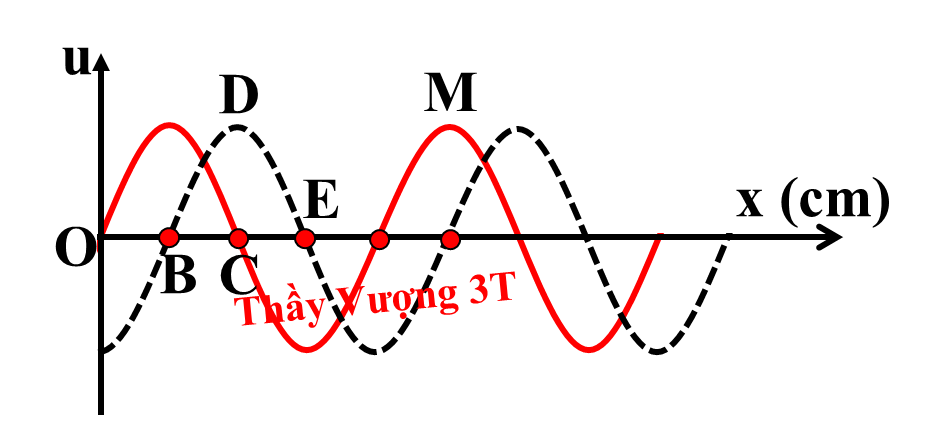 u
D
M
E
x (cm)
O
B
C
Thầy Vượng 3T